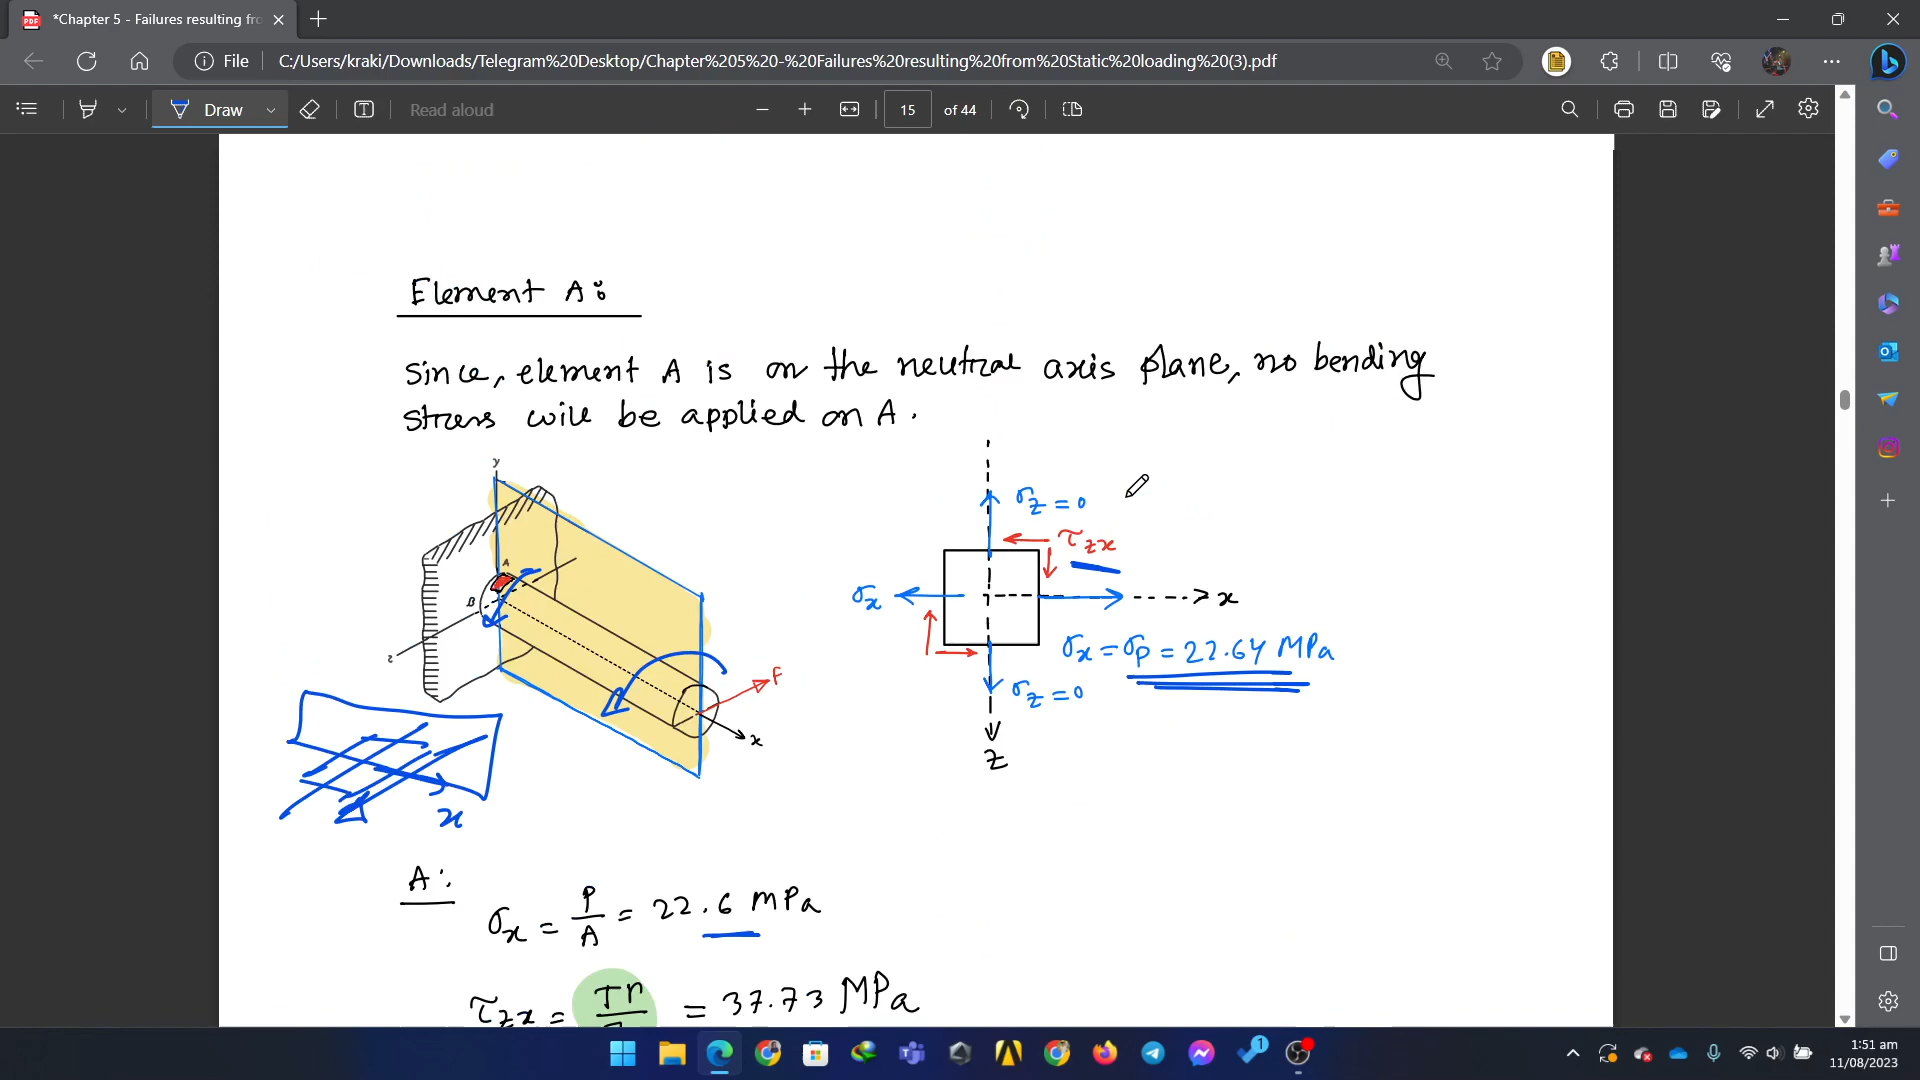 *Chapter 5 - Failures resulting fro
File
C:/Users/kraki/Downloads/Telegram%20Desktop/Chapter%205%20-%20Failures%20resulting%20from%20Static%20loading%20(3).pdf
Draw
Read aloud
15
of 44
Element A:
Since, element A is on the neutral axis plane, no bending
stress will be applied on A.
y
A
B
z
F
x
x
σz = 0
τzx
σx
x
σx = σp = 22.64 MPa
σz = 0
Z
A:
σx = P/A = 22.6 MPa
τzx = Tr = 37.73 MPa
1
1:51 am
11/08/2023